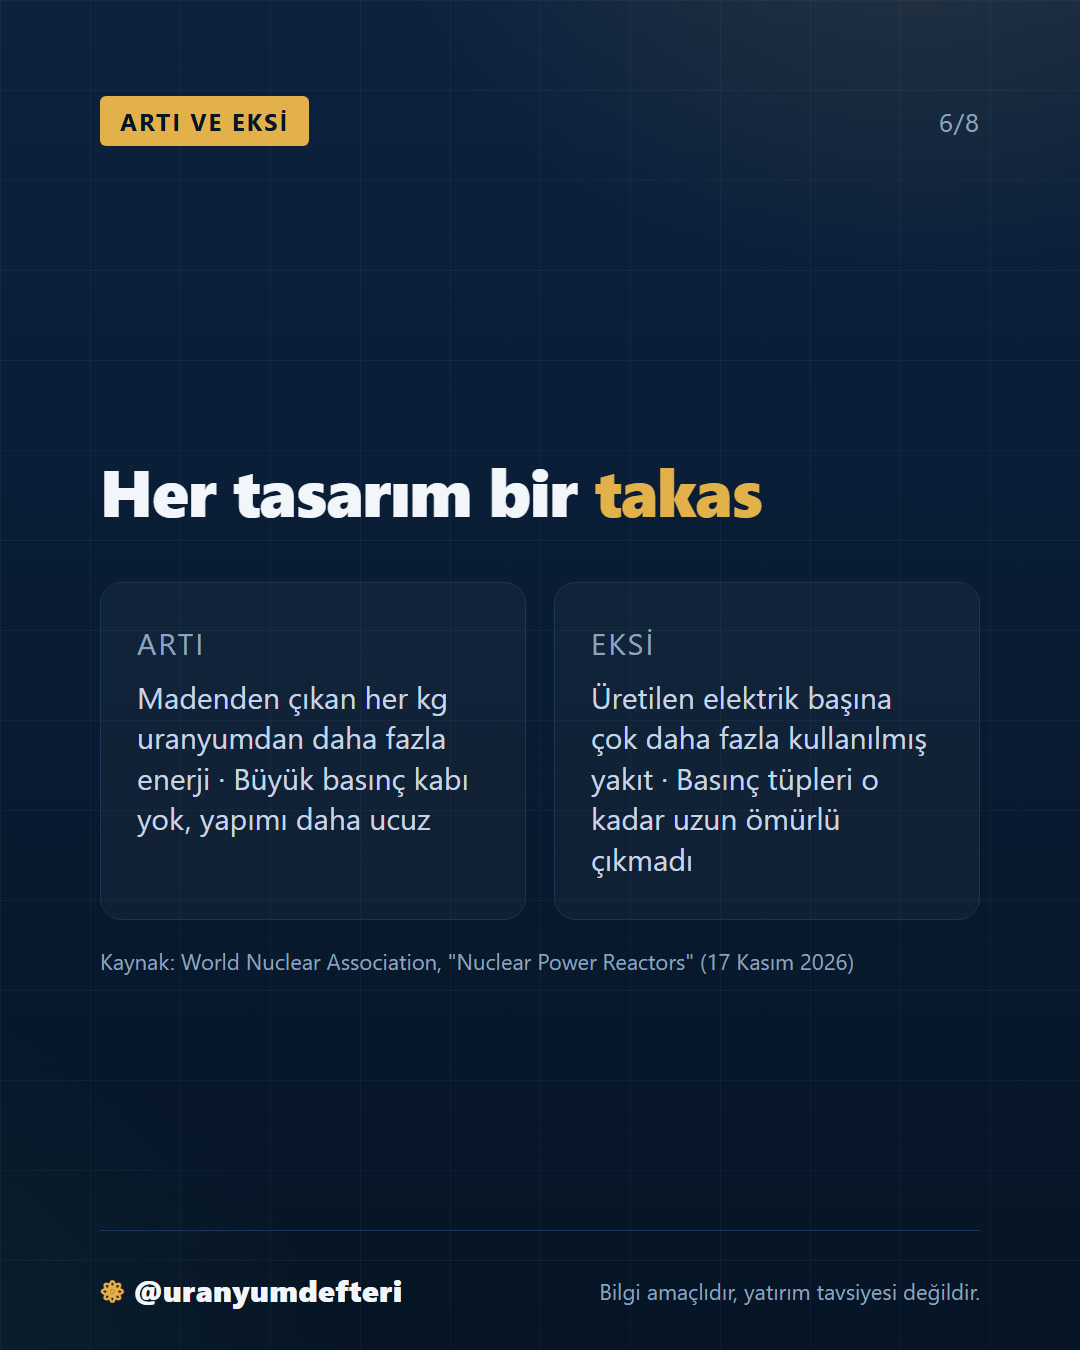 ARTI VE EKSİ
6/8
Her tasarım bir takas
ARTI
Madenden çıkan her kg
uranyumdan daha fazla
enerji · Büyük basınç kabı
yok, yapımı daha ucuz
EKSİ
Üretilen elektrik başına
çok daha fazla kullanılmış
yakıt · Basınç tüpleri o
kadar uzun ömürlü
çıkmadı
Kaynak: World Nuclear Association, "Nuclear Power Reactors" (17 Kasım 2026)
@uranyumdefteri
Bilgi amaçlıdır, yatırım tavsiyesi değildir.